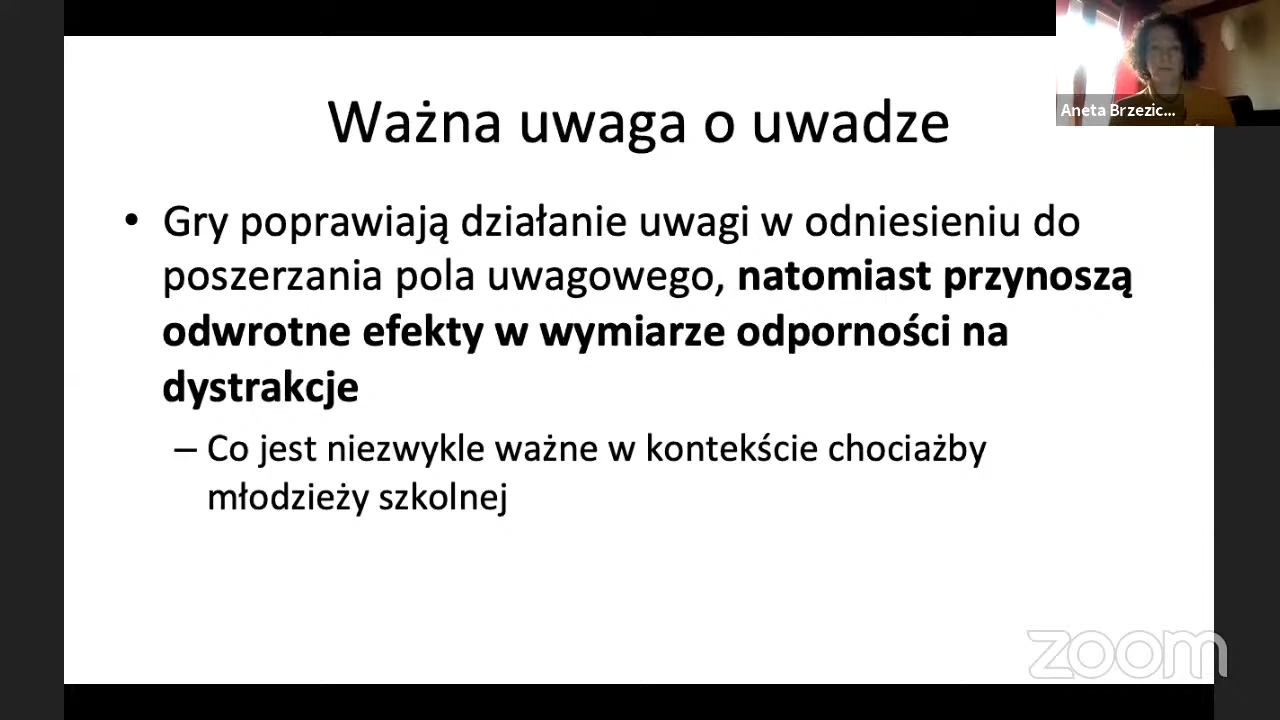 Ważna uwaga o uwadze
Aneta Brzezic...
• Gry poprawiają działanie uwagi w odniesieniu do
poszerzania pola uwagowego, natomiast przynoszą
odwrotne efekty w wymiarze odporności na
dystrakcje
– Co jest niezwykle ważne w kontekście chociażby
młodzieży szkolnej
zoom